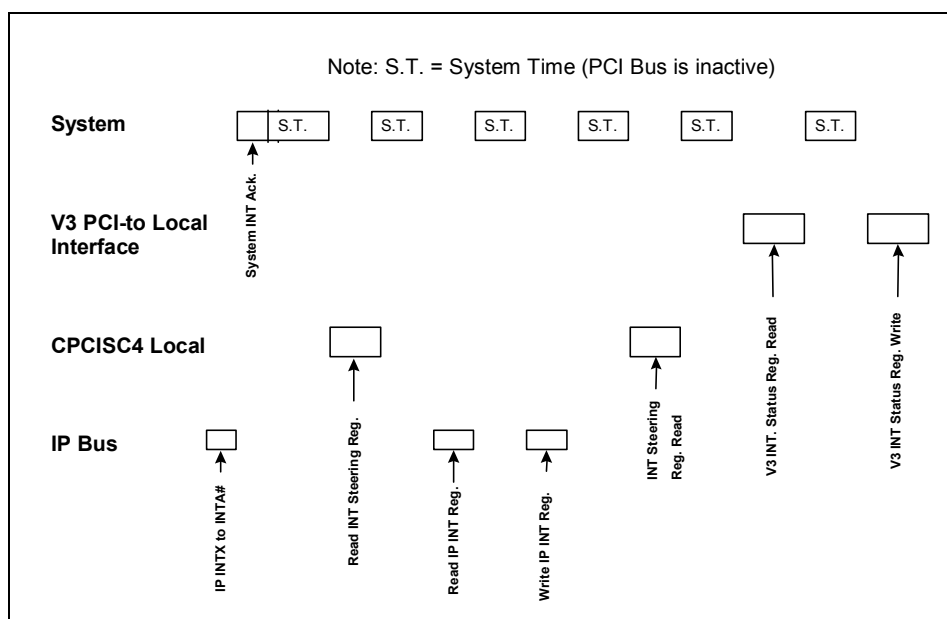 Note: S.T. = System Time (PCI Bus is inactive)
System
S.T.
S.T.
S.T.
S.T.
S.T.
S.T.
System INT Ack.
V3 PCI-to Local
Interface
CPCISC4 Local
IP Bus
IP INTX to INTA#
Read INT Steering Reg.
Read IP INT Reg.
Write IP INT Reg.
INT Steering
Reg. Read
V3 INT. Status Reg. Read
V3 INT Status Reg. Write